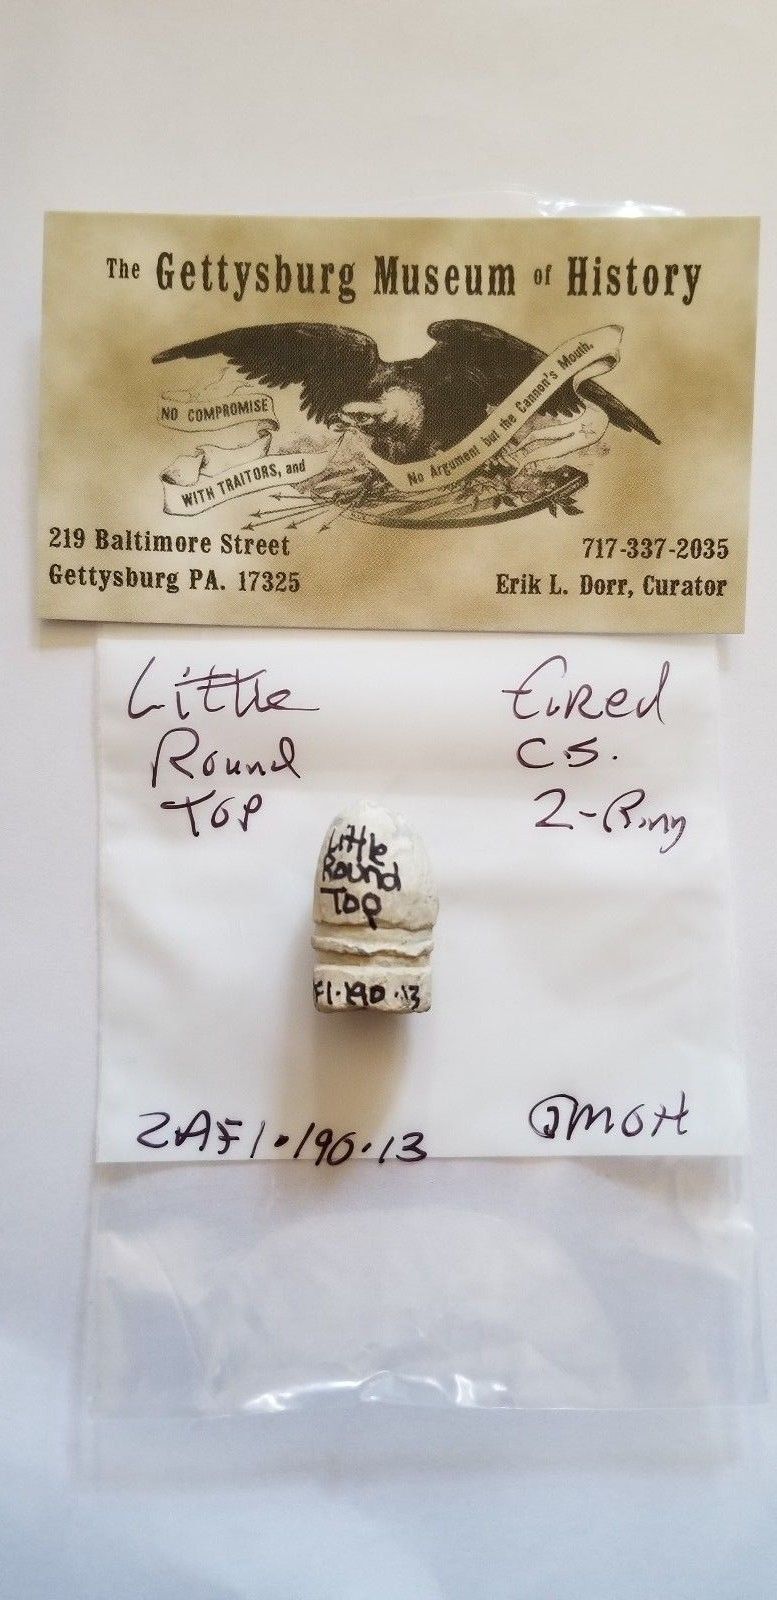 The Gettysburg Museum of History
NO COMPROMISE
WITH TRAITORS, and
No Argument but the Cannon's Mouth.
219 Baltimore Street
Gettysburg PA. 17325
717-337-2035
Erik L. Dorr, Curator
Little
Round
Top
fired
C.S.
2-Ring
Little
Round
Top
F1.190.13
2AF1.190.13
GMOH